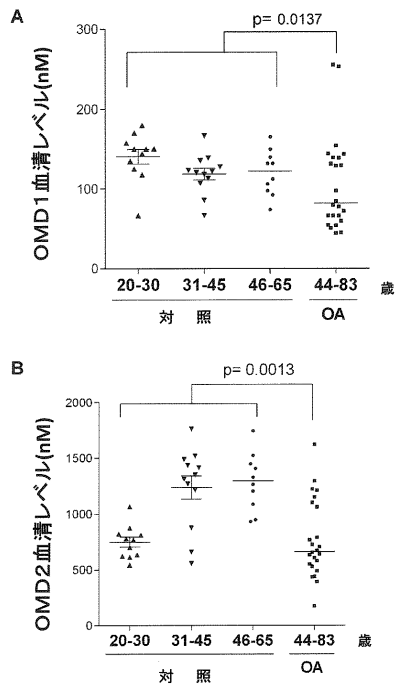 A
p= 0.0137
OMD1血清レベル(nM)
300
200
100
0
20-30 31-45 46-65 44-83 歳
対 照 OA
B
p= 0.0013
OMD2血清レベル(nM)
2000
1500
1000
500
0
20-30 31-45 46-65 44-83 歳
対 照 OA